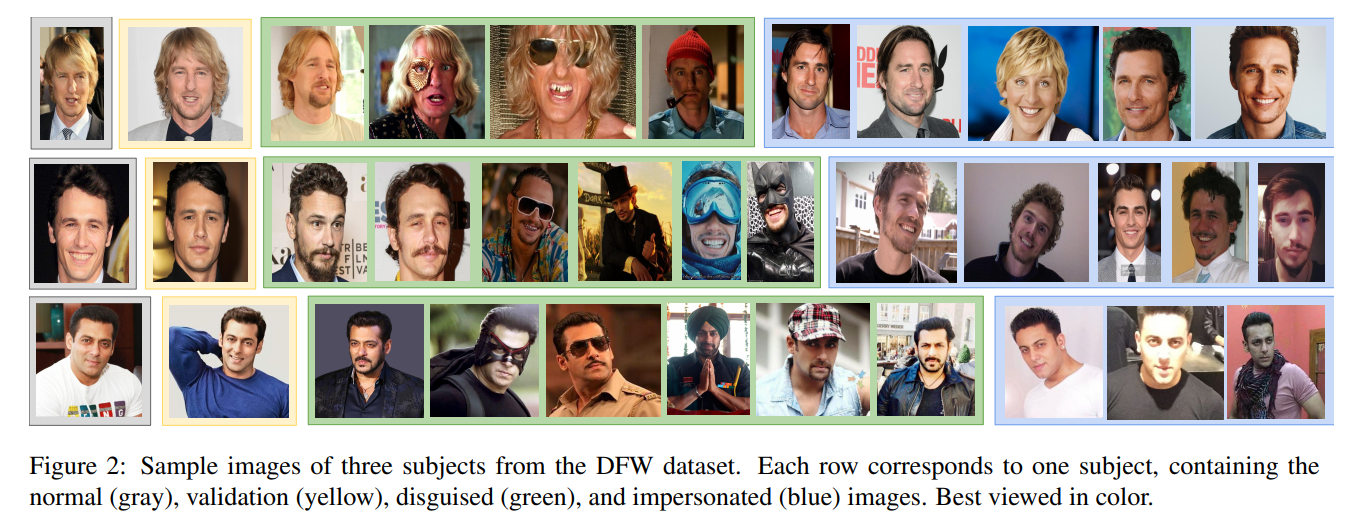 Figure 2: Sample images of three subjects from the DFW dataset. Each row corresponds to one subject, containing the
normal (gray), validation (yellow), disguised (green), and impersonated (blue) images. Best viewed in color.